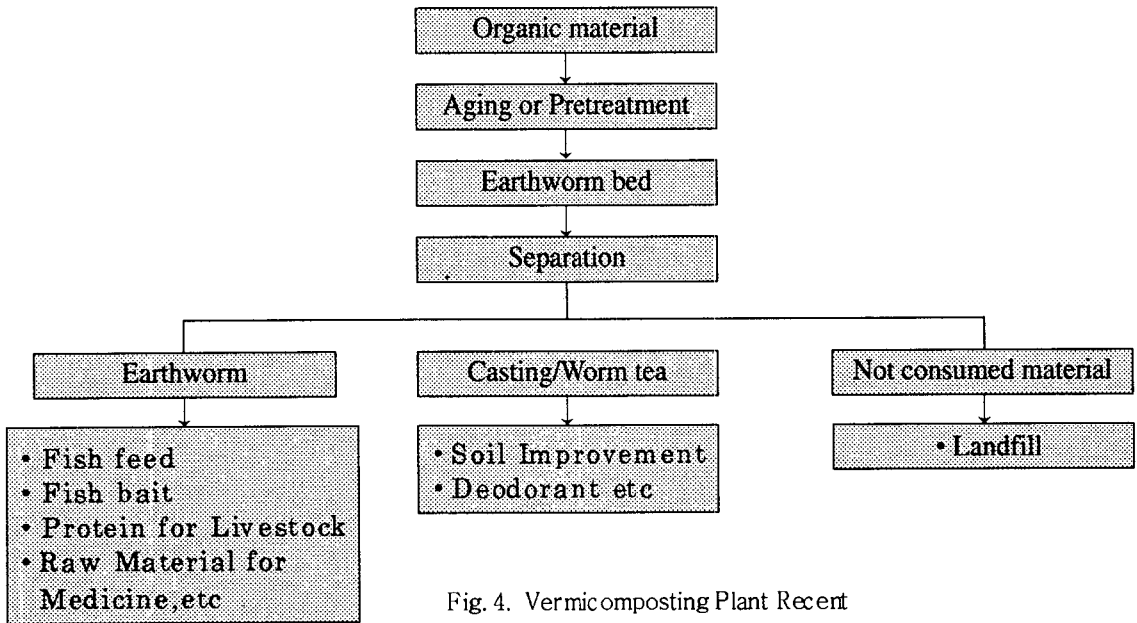 Organic material
Aging or Pretreatment
Earthworm bed
Separation
Earthworm
Casting/Worm tea
Not consumed material
• Fish feed
• Fish bait
• Protein for Livestock
• Raw Material for
Medicine,etc
• Soil Improvement
• Deodorant etc
• Landfill
Fig. 4. Vermicomposting Plant Recent